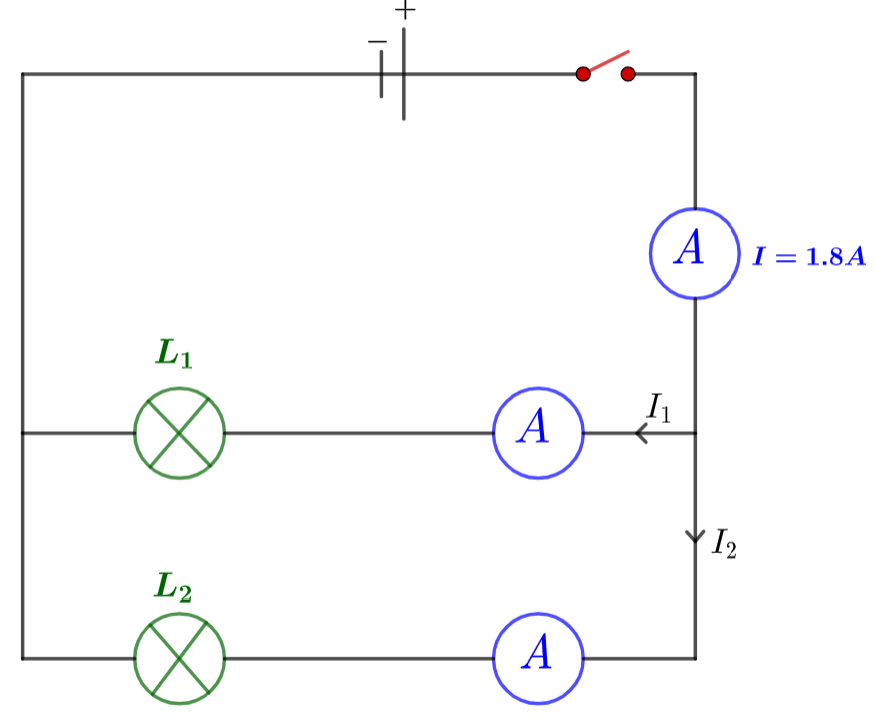 +
−
A
I = 1.8A
L₁
I₁
A
I₂
L₂
A